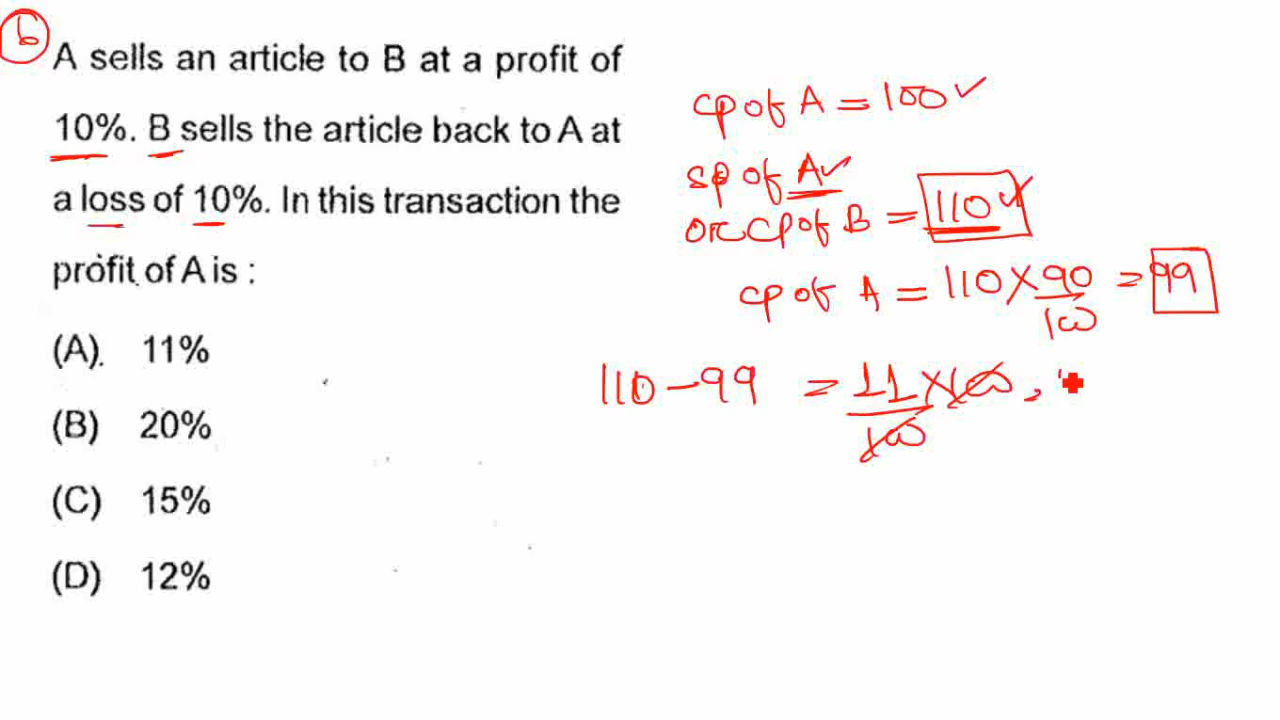 6
A sells an article to B at a profit of
10%. B sells the article back to A at
a loss of 10%. In this transaction the
profit of A is :
(A). 11%
(B) 20%
(C) 15%
(D) 12%
cp of A = 100 ✓
sp of A ✓
or cp of B = 110 ✓
cp of A = 110 × 90/100 = 99
110 - 99 = 11/100 × 100,